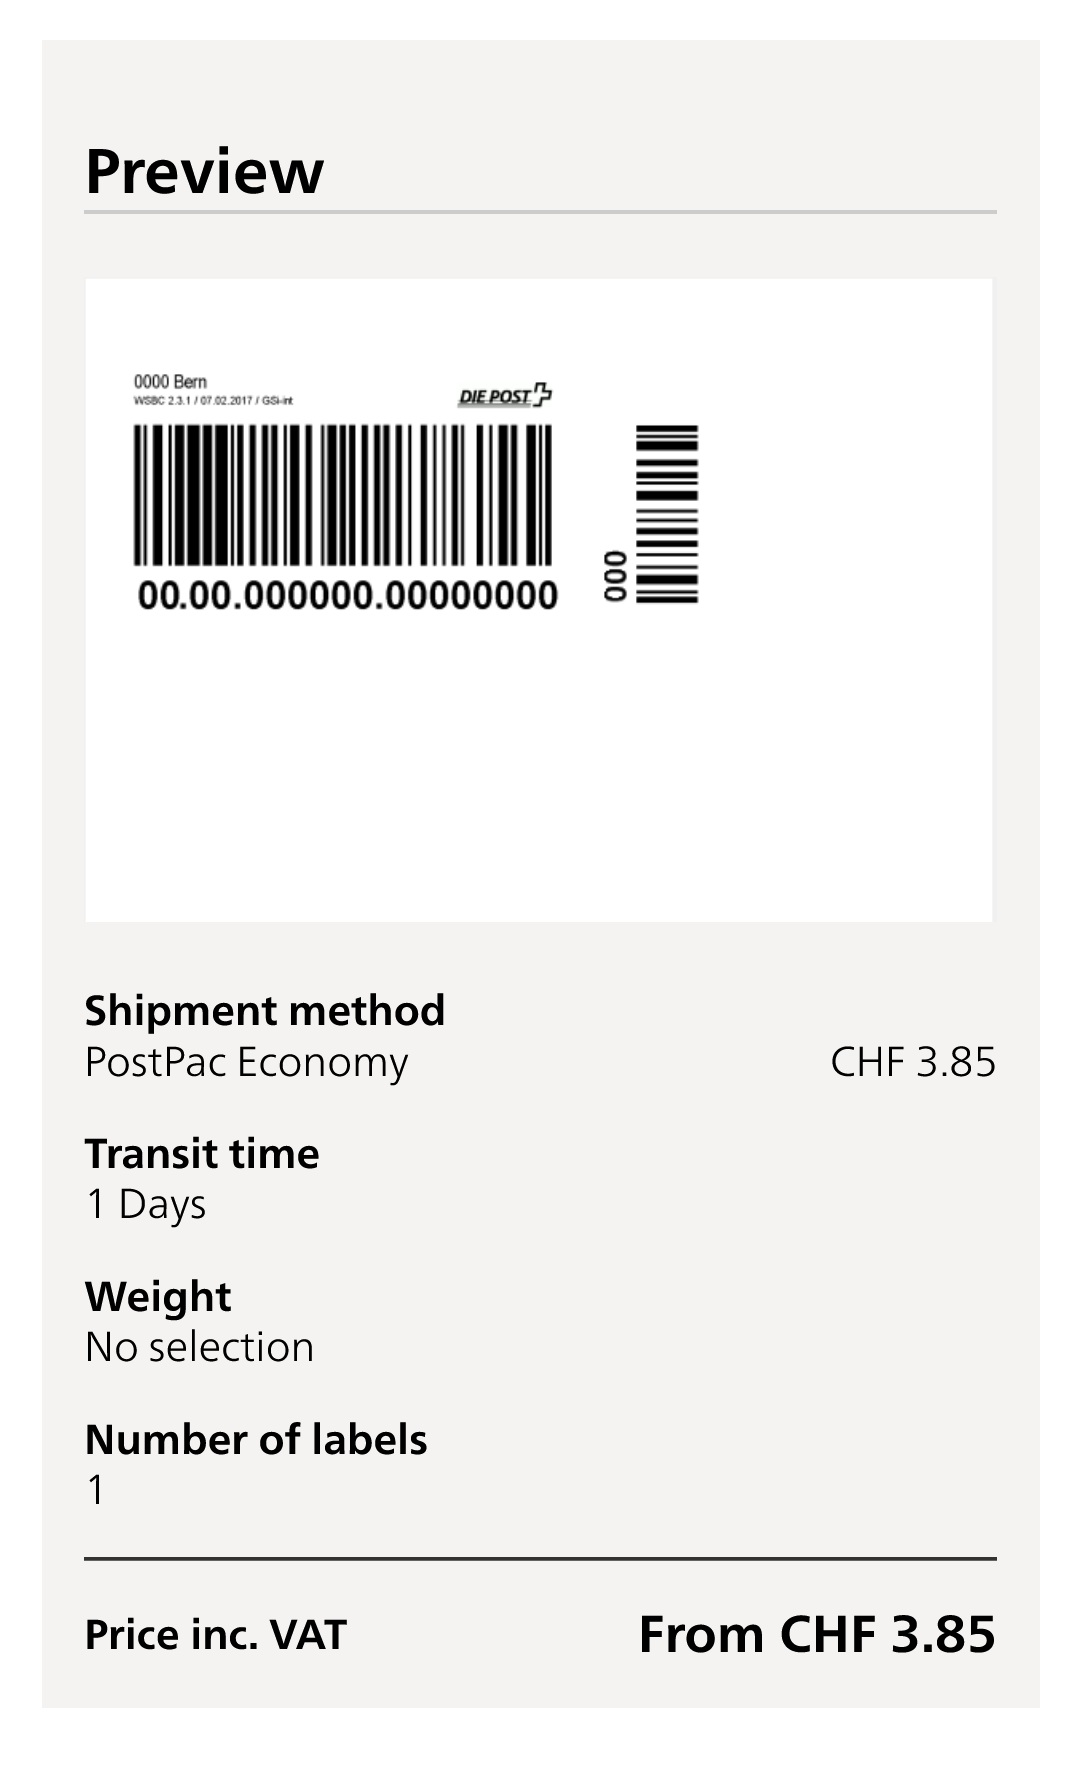 Preview
0000 Bern
WSBC 2.3.1 / 07.02.2017 / GSI-int
DIE POST
00.00.000000.00000000
000
Shipment method
PostPac Economy CHF 3.85
Transit time
1 Days
Weight
No selection
Number of labels
1
Price inc. VAT From CHF 3.85